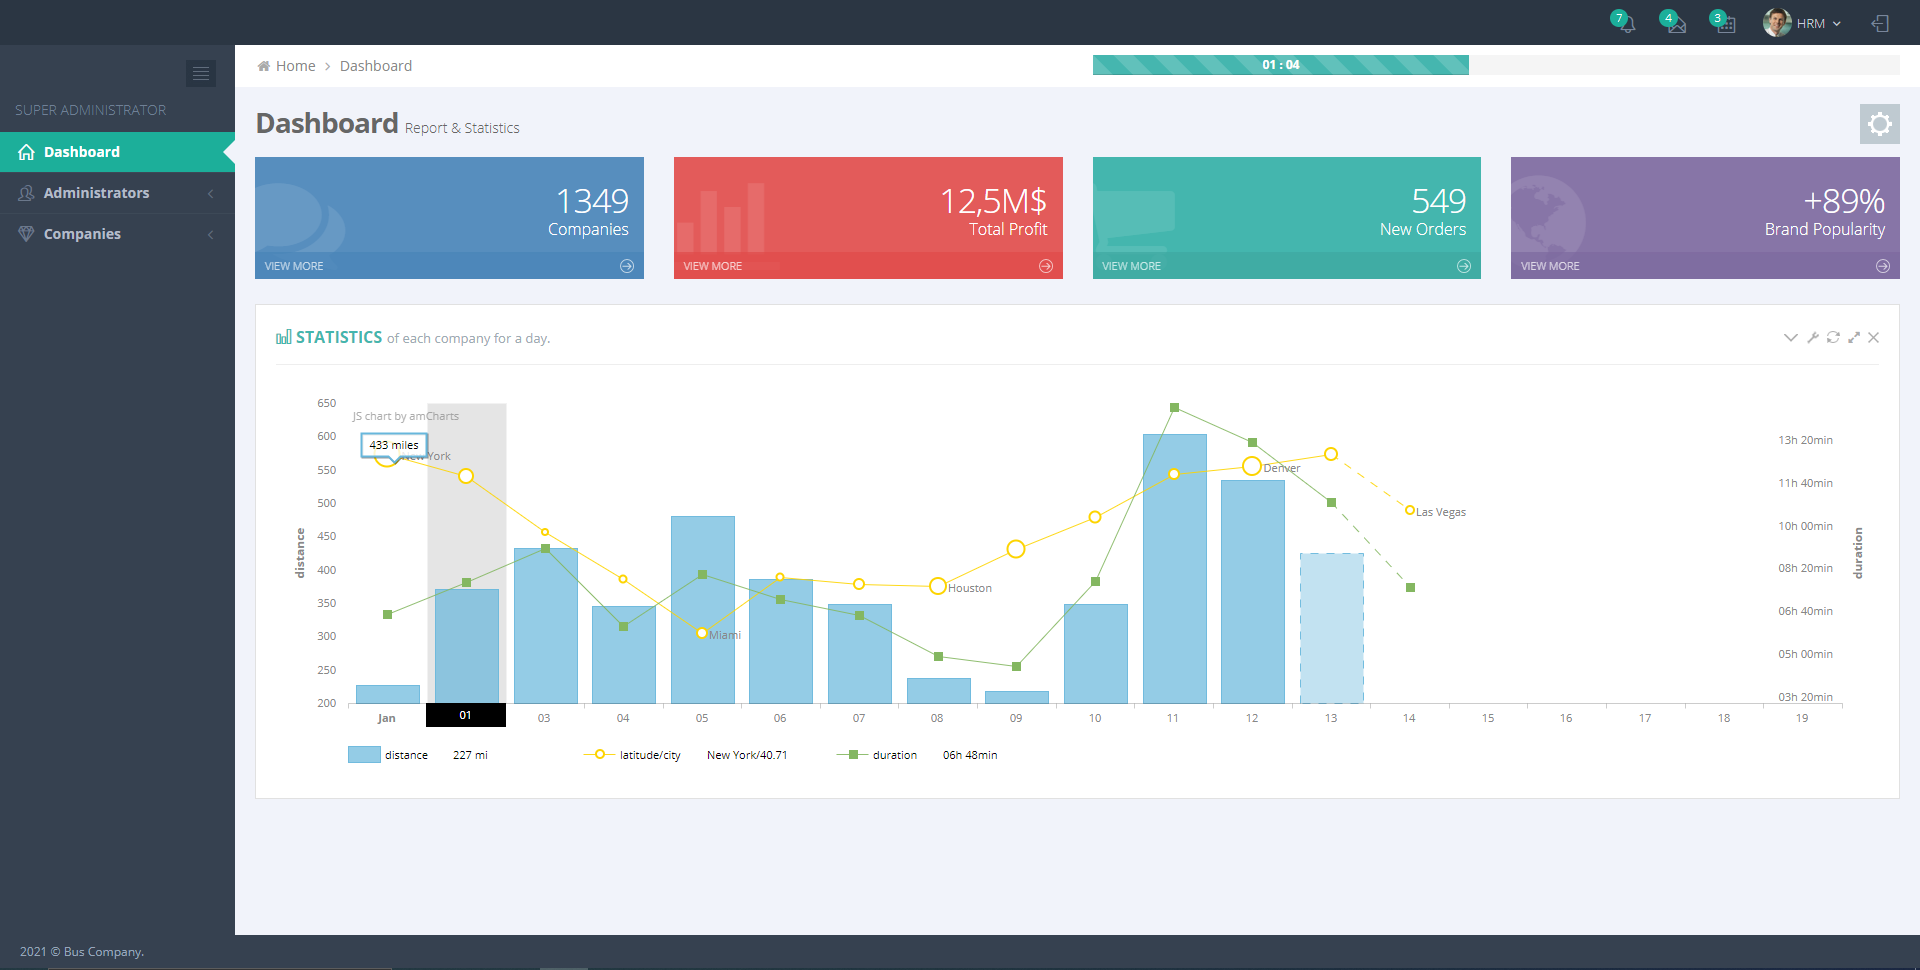 7 4 3 HRM
Home > Dashboard
01 : 04
SUPER ADMINISTRATOR
Dashboard
Administrators
Companies
Dashboard Report & Statistics
1349
Companies
VIEW MORE
12,5M$
Total Profit
VIEW MORE
549
New Orders
VIEW MORE
+89%
Brand Popularity
VIEW MORE
STATISTICS of each company for a day.
JS chart by amCharts
433 miles
New York
Miami
Houston
Denver
Las Vegas
distance
650
600
550
500
450
400
350
300
250
200
13h 20min
11h 40min
10h 00min
08h 20min
06h 40min
05h 00min
03h 20min
duration
Jan 01 03 04 05 06 07 08 09 10 11 12 13 14 15 16 17 18 19
distance 227 mi latitude/city New York/40.71 duration 06h 48min
2021 © Bus Company.